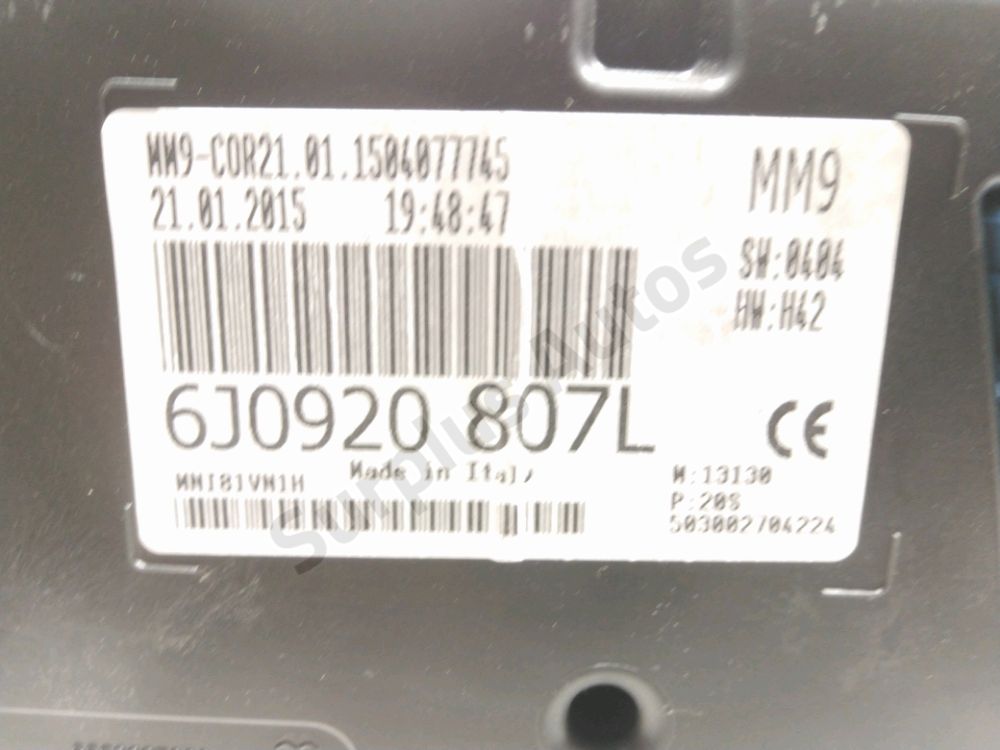 MM9-COR21.01.1504077745
21.01.2015 19:48:47
MM9
SW:0404
HW:H42
6J0920 807L
CE
Made in Italy
MNI81VN1H
M:13130
P:20S
503002704224
Surplus Autos